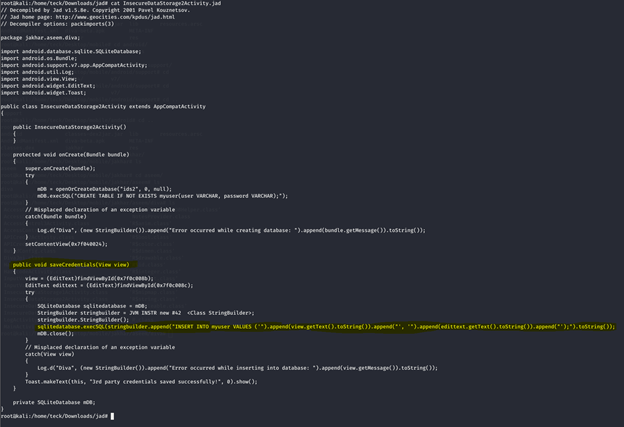 root@kali:/home/teck/Downloads/jad# cat InsecureDataStorage2Activity.jad
// Decompiled by Jad v1.5.8e. Copyright 2001 Pavel Kouznetsov.
// Jad home page: http://www.geocities.com/kpdus/jad.html
// Decompiler options: packimports(3)
package jakhar.aseem.diva;
import android.database.sqlite.SQLiteDatabase;
import android.os.Bundle;
import android.support.v7.app.AppCompatActivity;
import android.util.Log;
import android.view.View;
import android.widget.EditText;
import android.widget.Toast;
public class InsecureDataStorage2Activity extends AppCompatActivity
{
public InsecureDataStorage2Activity()
{
}
protected void onCreate(Bundle bundle)
{
super.onCreate(bundle);
try
{
mDB = openOrCreateDatabase("ids2", 0, null);
mDB.execSQL("CREATE TABLE IF NOT EXISTS myuser(user VARCHAR, password VARCHAR);");
}
// Misplaced declaration of an exception variable
catch(Bundle bundle)
{
Log.d("Diva", (new StringBuilder()).append("Error occurred while creating database: ").append(bundle.getMessage()).toString());
}
setContentView(0x7f040024);
}
public void saveCredentials(View view)
{
view = (EditText)findViewById(0x7f0c008b);
EditText edittext = (EditText)findViewById(0x7f0c008c);
try
{
SQLiteDatabase sqlitedatabase = mDB;
StringBuilder stringbuilder = JVM INSTR new #42  <Class StringBuilder>;
stringbuilder.StringBuilder();
sqlitedatabase.execSQL(stringbuilder.append("INSERT INTO myuser VALUES ('").append(view.getText().toString()).append("', '").append(edittext.getText().toString()).append("');").toString());
mDB.close();
}
// Misplaced declaration of an exception variable
catch(View view)
{
Log.d("Diva", (new StringBuilder()).append("Error occurred while inserting into database: ").append(view.getMessage()).toString());
}
Toast.makeText(this, "3rd party credentials saved successfully!", 0).show();
}
private SQLiteDatabase mDB;
}
root@kali:/home/teck/Downloads/jad#